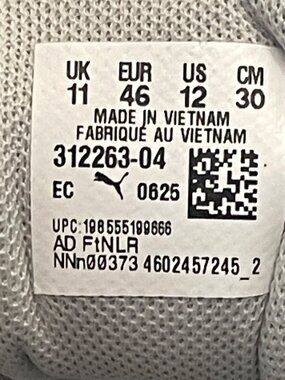 UK EUR US CM
11 46 12 30
MADE IN VIETNAM
FABRIQUÉ AU VIETNAM
312263-04
EC 0625
UPC:198555199666
AD FtNLR
NNn00373 4602457245_2